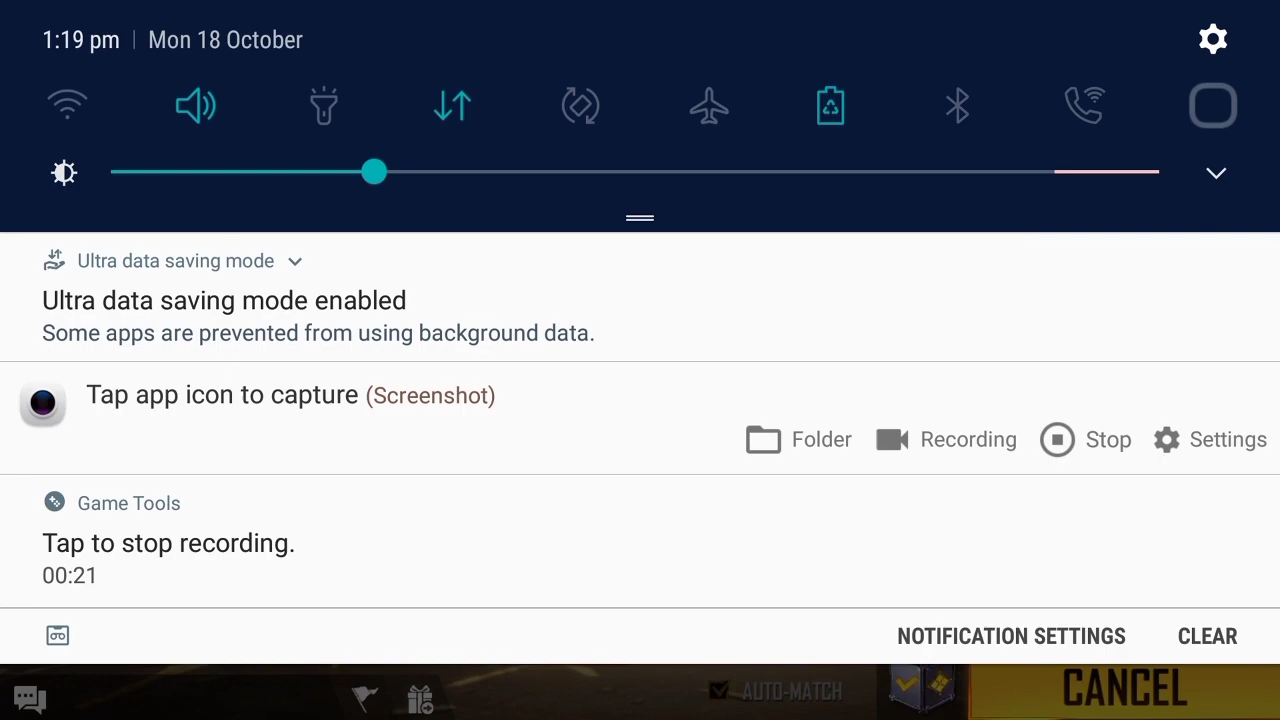 1:19 pm | Mon 18 October
Ultra data saving mode
Ultra data saving mode enabled
Some apps are prevented from using background data.
Tap app icon to capture (Screenshot)
Folder Recording Stop Settings
Game Tools
Tap to stop recording.
00:21
NOTIFICATION SETTINGS CLEAR
AUTO-MATCH CANCEL